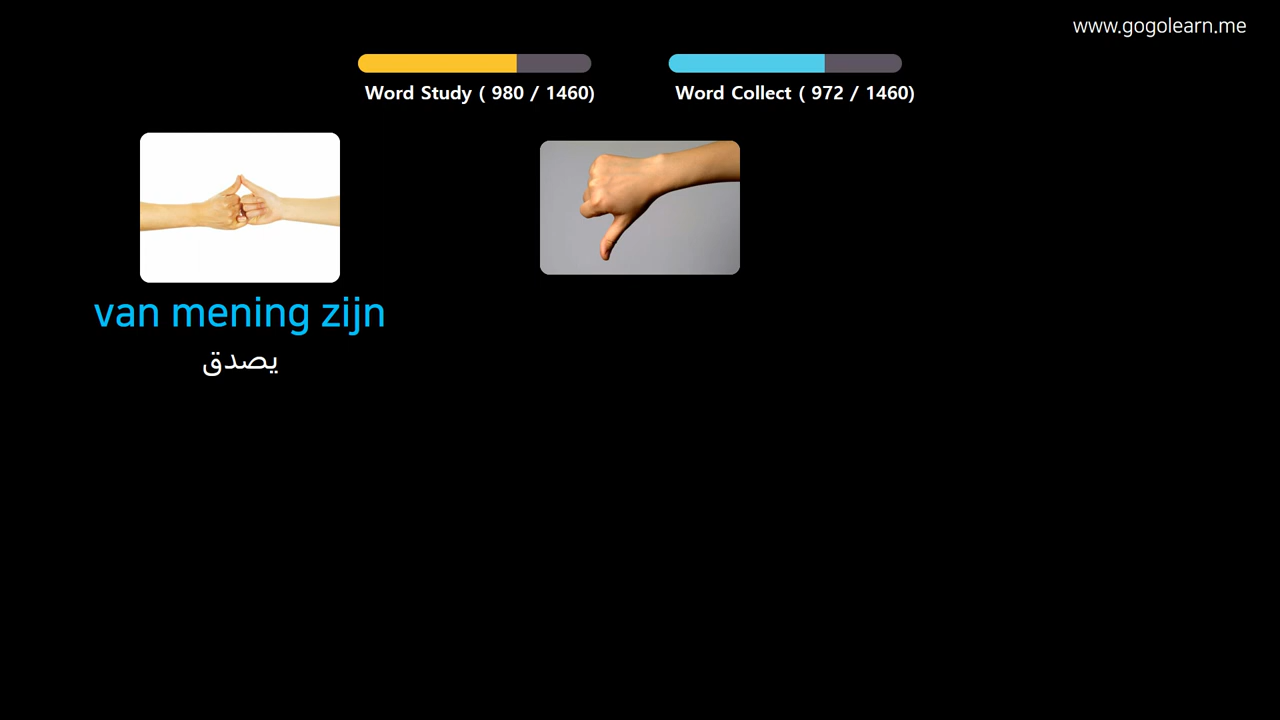 www.gogolearn.me
Word Study ( 980 / 1460)
Word Collect ( 972 / 1460)
van mening zijn
يصدق